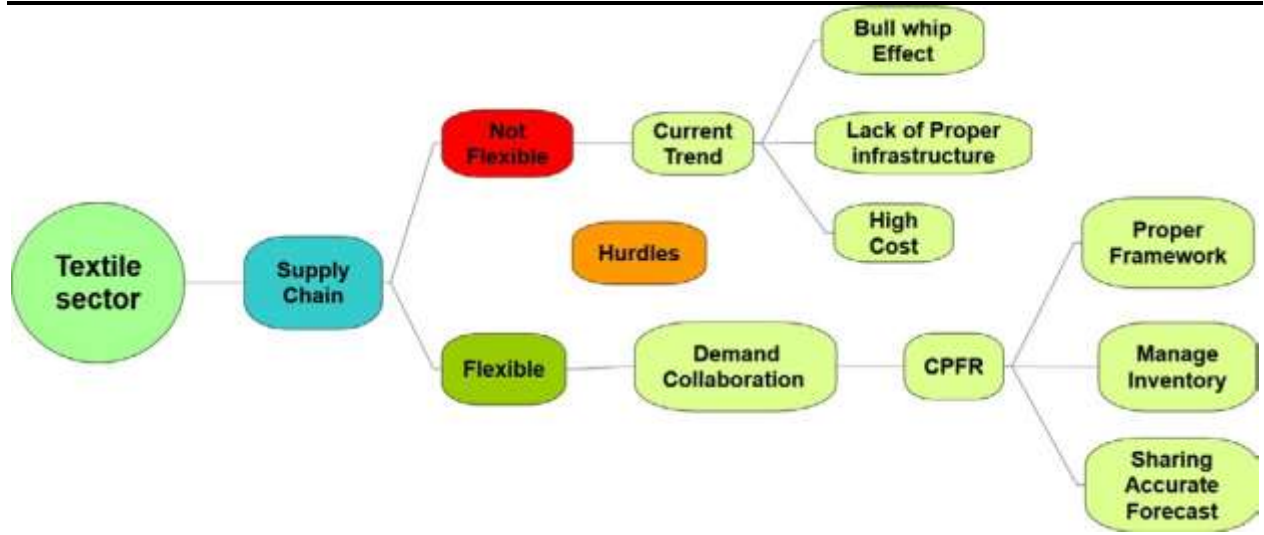 Textile
sector
Supply
Chain
Not
Flexible
Current
Trend
Bull whip
Effect
Lack of Proper
infrastructure
High
Cost
Hurdles
Flexible
Demand
Collaboration
CPFR
Proper
Framework
Manage
Inventory
Sharing
Accurate
Forecast